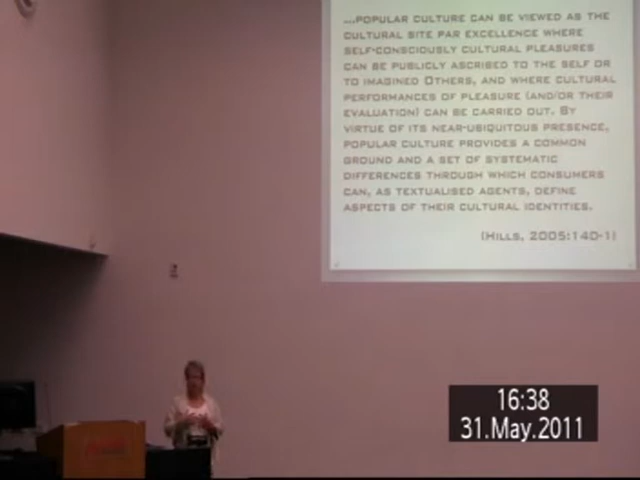 ...POPULAR CULTURE CAN BE VIEWED AS THE
CULTURAL SITE PAR EXCELLENCE WHERE
SELF-CONSCIOUSLY CULTURAL PLEASURES
CAN BE PUBLICLY ASCRIBED TO THE SELF OR
TO IMAGINED OTHERS, AND WHERE CULTURAL
PERFORMANCES OF PLEASURE (AND/OR THEIR
EVALUATION) CAN BE CARRIED OUT. BY
VIRTUE OF ITS NEAR-UBIQUITOUS PRESENCE,
POPULAR CULTURE PROVIDES A COMMON
GROUND AND A SET OF SYSTEMATIC
DIFFERENCES THROUGH WHICH CONSUMERS
CAN, AS TEXTUALISED AGENTS, DEFINE
ASPECTS OF THEIR CULTURAL IDENTITIES.
(HILLS, 2005:140-1)
16:38
31.May.2011